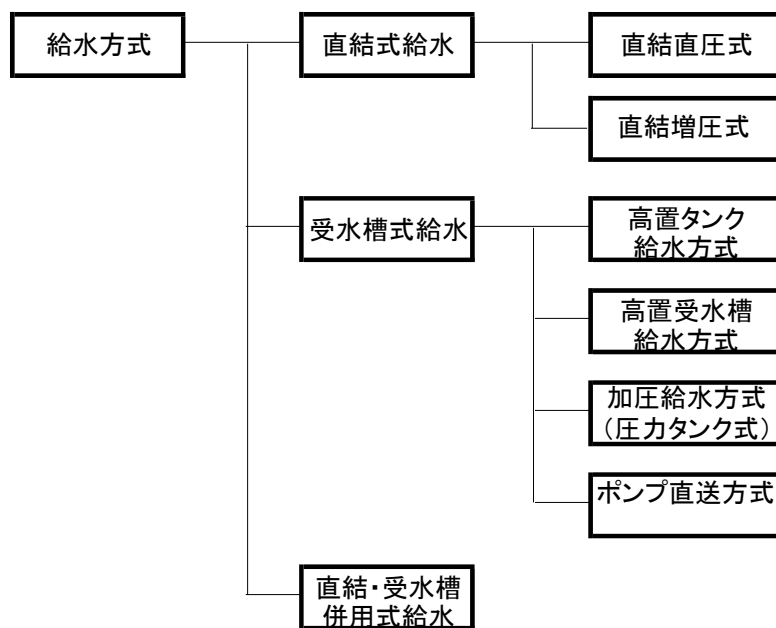 給水方式
直結式給水
直結直圧式
直結増圧式
受水槽式給水
高置タンク
給水方式
高置受水槽
給水方式
加圧給水方式
（圧力タンク式）
ポンプ直送方式
直結・受水槽
併用式給水